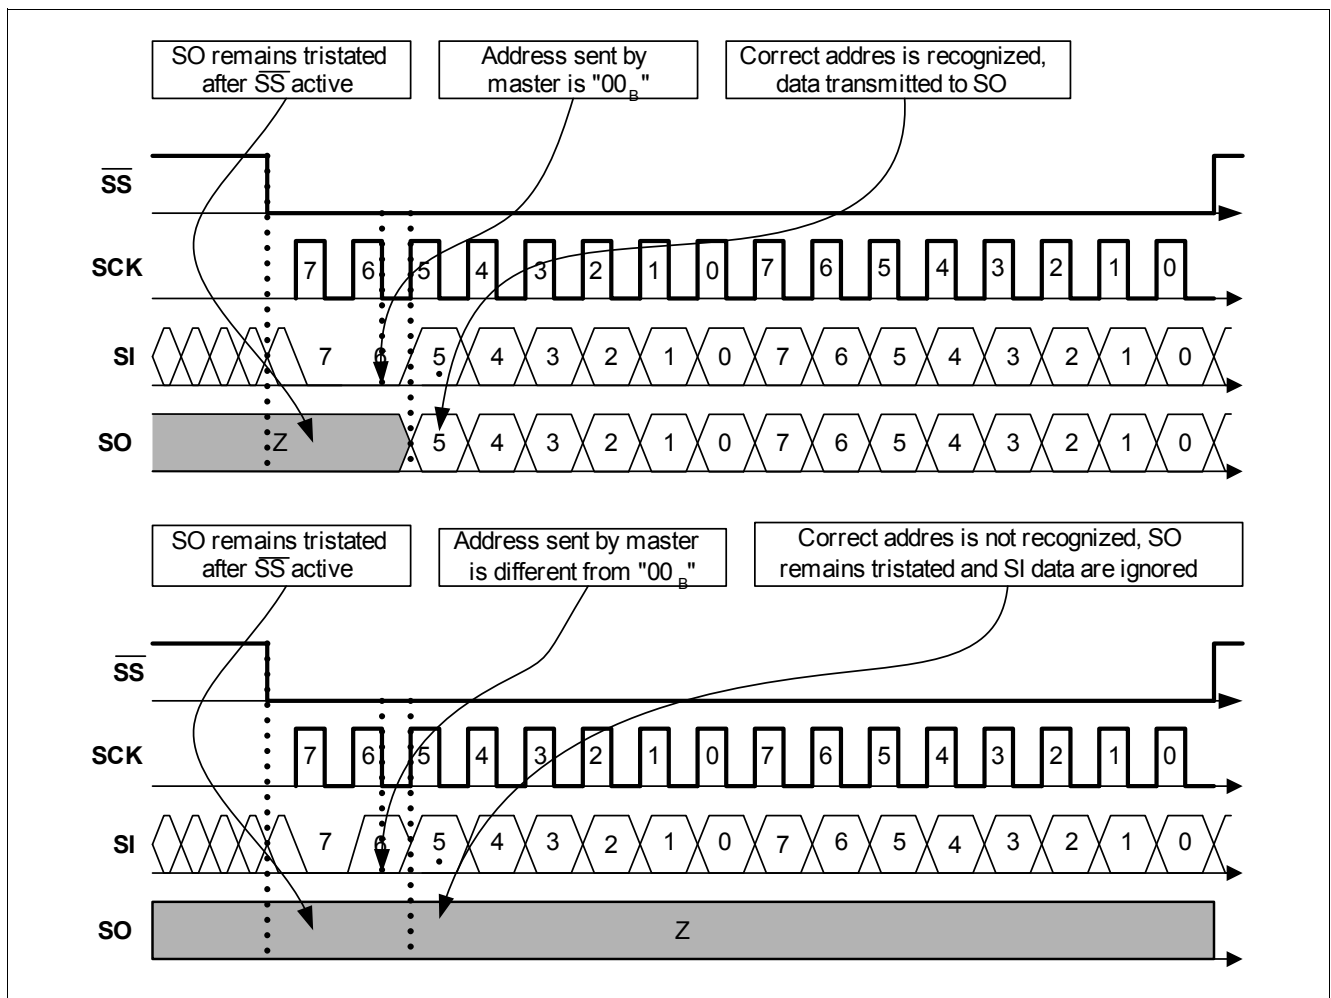 SO remains tristated
after SS active
Address sent by
master is "00B"
Correct addres is recognized,
data transmitted to SO
SS
SCK 7 6 5 4 3 2 1 0 7 6 5 4 3 2 1 0
SI 7 6 5 4 3 2 1 0 7 6 5 4 3 2 1 0
SO Z 5 4 3 2 1 0 7 6 5 4 3 2 1 0
SO remains tristated
after SS active
Address sent by master
is different from "00B"
Correct addres is not recognized, SO
remains tristated and SI data are ignored
SS
SCK 7 6 5 4 3 2 1 0 7 6 5 4 3 2 1 0
SI 7 6 5 4 3 2 1 0 7 6 5 4 3 2 1 0
SO Z